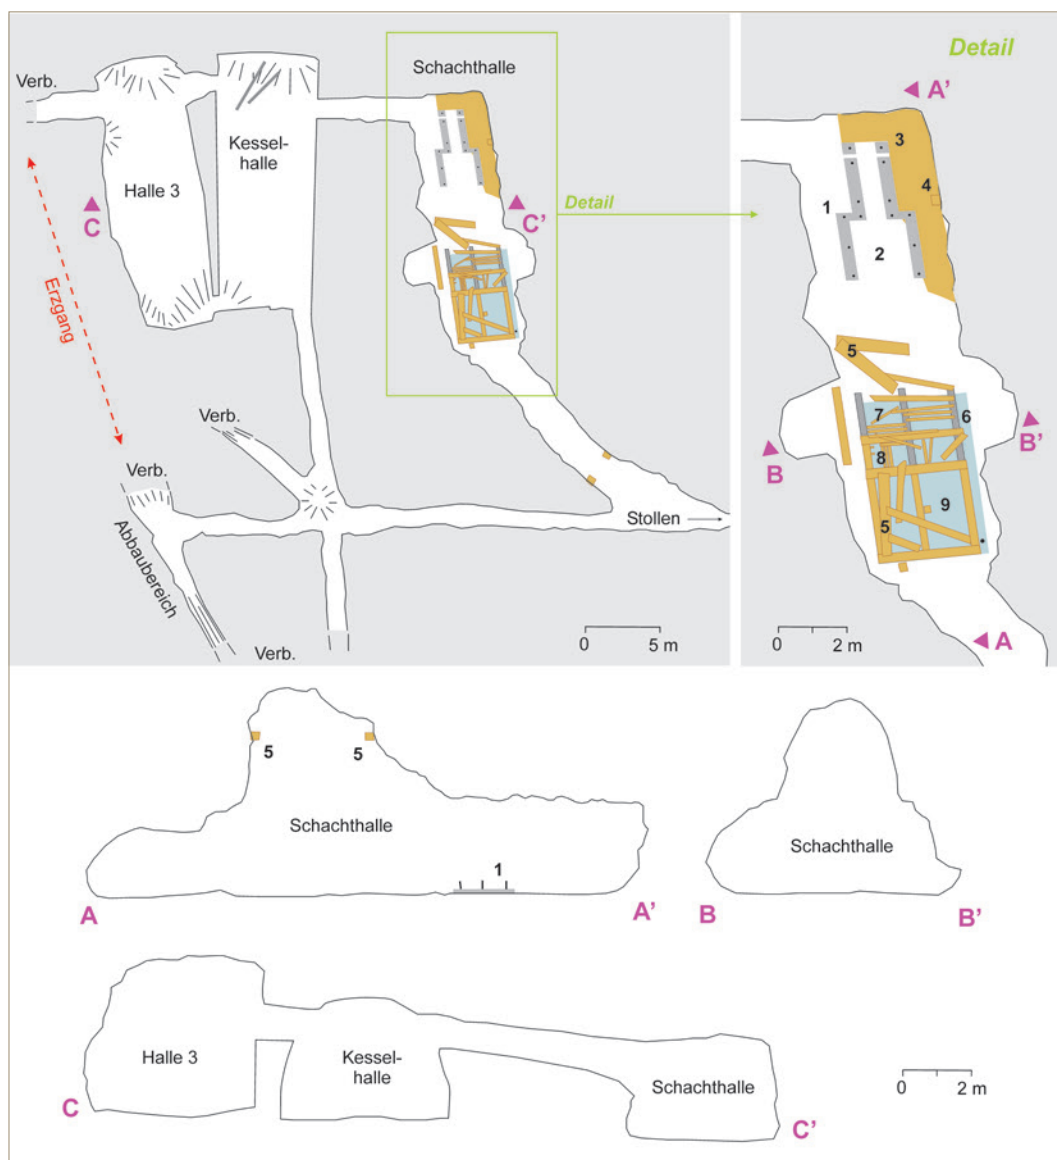 Schachthalle
Verb.
Kessel-
halle
Halle 3
C
C'
Detail
Erzgang
Verb.
Verb.
Abbaubereich
Stollen
Verb.
0 5 m
Detail
A'
3
4
1
2
5
7
6
B
B'
8
9
5
A
0 2 m
5 5
Schachthalle
1
A A'
Schachthalle
B B'
Halle 3
Kessel-
halle
Schachthalle
C C'
0 2 m